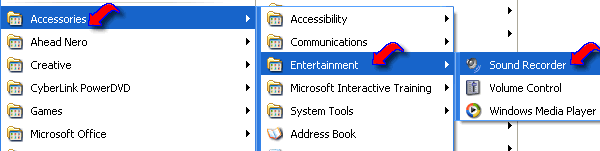 Accessories
Ahead Nero
Creative
CyberLink PowerDVD
Games
Microsoft Office
Accessibility
Communications
Entertainment
Microsoft Interactive Training
System Tools
Address Book
Sound Recorder
Volume Control
Windows Media Player